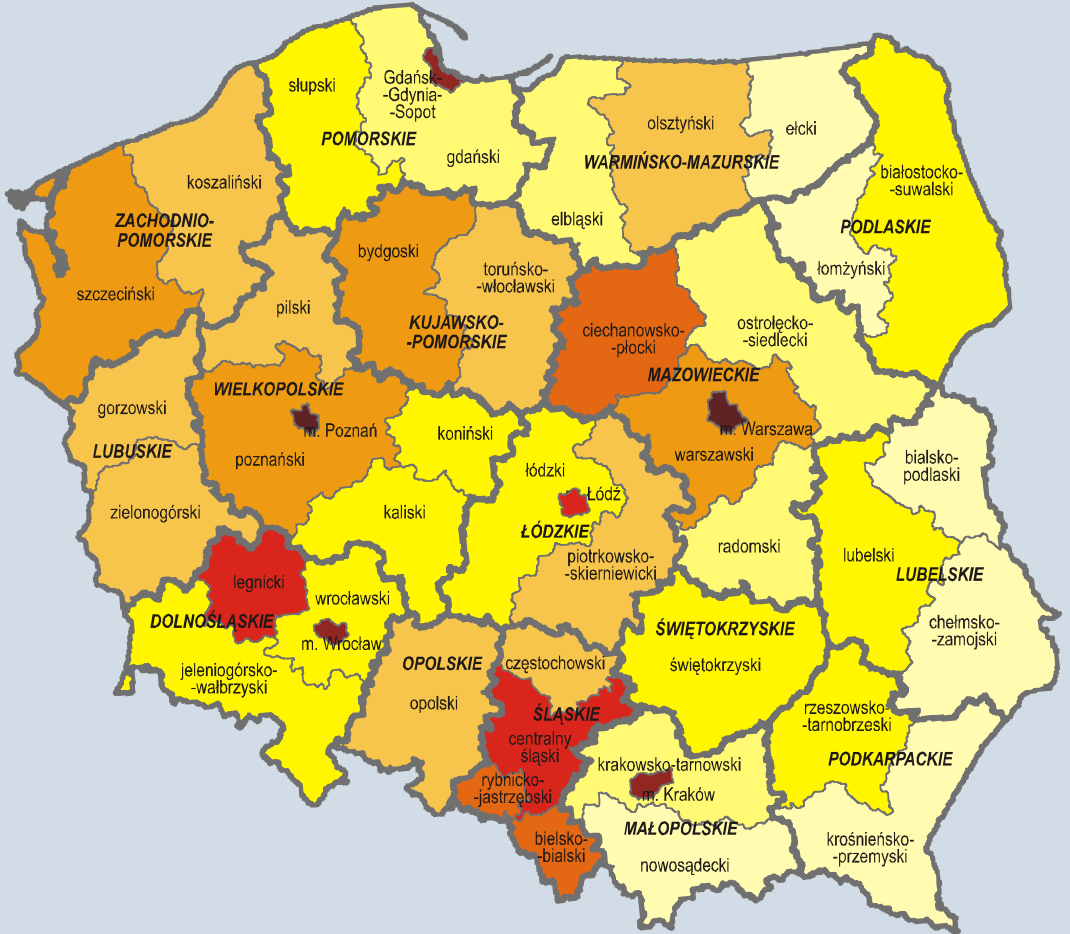 słupski
Gdańsk-
-Gdynia-
-Sopot
POMORSKIE
gdański
olsztyński
ełcki
WARMIŃSKO-MAZURSKIE
elbląski
białostocko-
-suwalski
PODLASKIE
łomżyński
koszaliński
ZACHODNIO-
POMORSKIE
szczeciński
bydgoski
toruńsko-
-włocławski
KUJAWSKO-
-POMORSKIE
pilski
ciechanowsko-
-płocki
ostrołęcko-
-siedlecki
MAZOWIECKIE
WIELKOPOLSKIE
m. Poznań
poznański
gorzowski
LUBUSKIE
zielonogórski
koniński
kaliski
m. Warszawa
warszawski
łódzki
Łódź
ŁÓDZKIE
piotrkowsko-
-skierniewicki
radomski
bialsko-
podlaski
lubelski
LUBELSKIE
chełmsko-
-zamojski
legnicki
wrocławski
DOLNOŚLĄSKIE
m. Wrocław
jeleniogórsko-
-wałbrzyski
OPOLSKIE
opolski
częstochowski
ŚLĄSKIE
centralny
śląski
rybnicko-
-jastrzębski
bielsko-
-bialski
ŚWIĘTOKRZYSKIE
świętokrzyski
krakowsko-tarnowski
m. Kraków
MAŁOPOLSKIE
nowosądecki
rzeszowsko-
-tarnobrzeski
PODKARPACKIE
krośnieńsko-
-przemyski